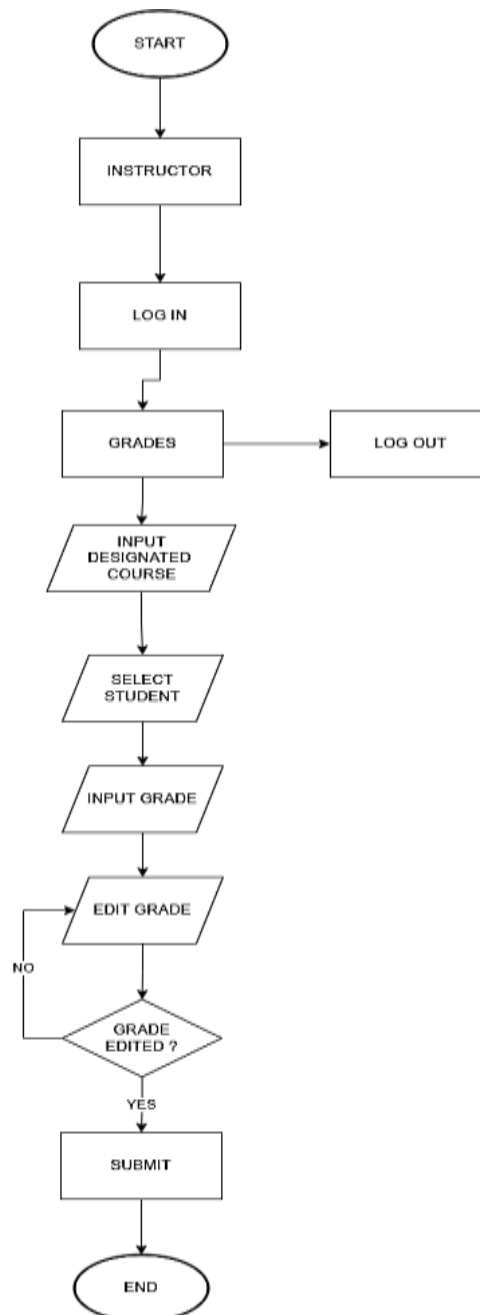 START
INSTRUCTOR
LOG IN
GRADES
LOG OUT
INPUT
DESIGNATED
COURSE
SELECT
STUDENT
INPUT GRADE
EDIT GRADE
NO
GRADE
EDITED ?
YES
SUBMIT
END